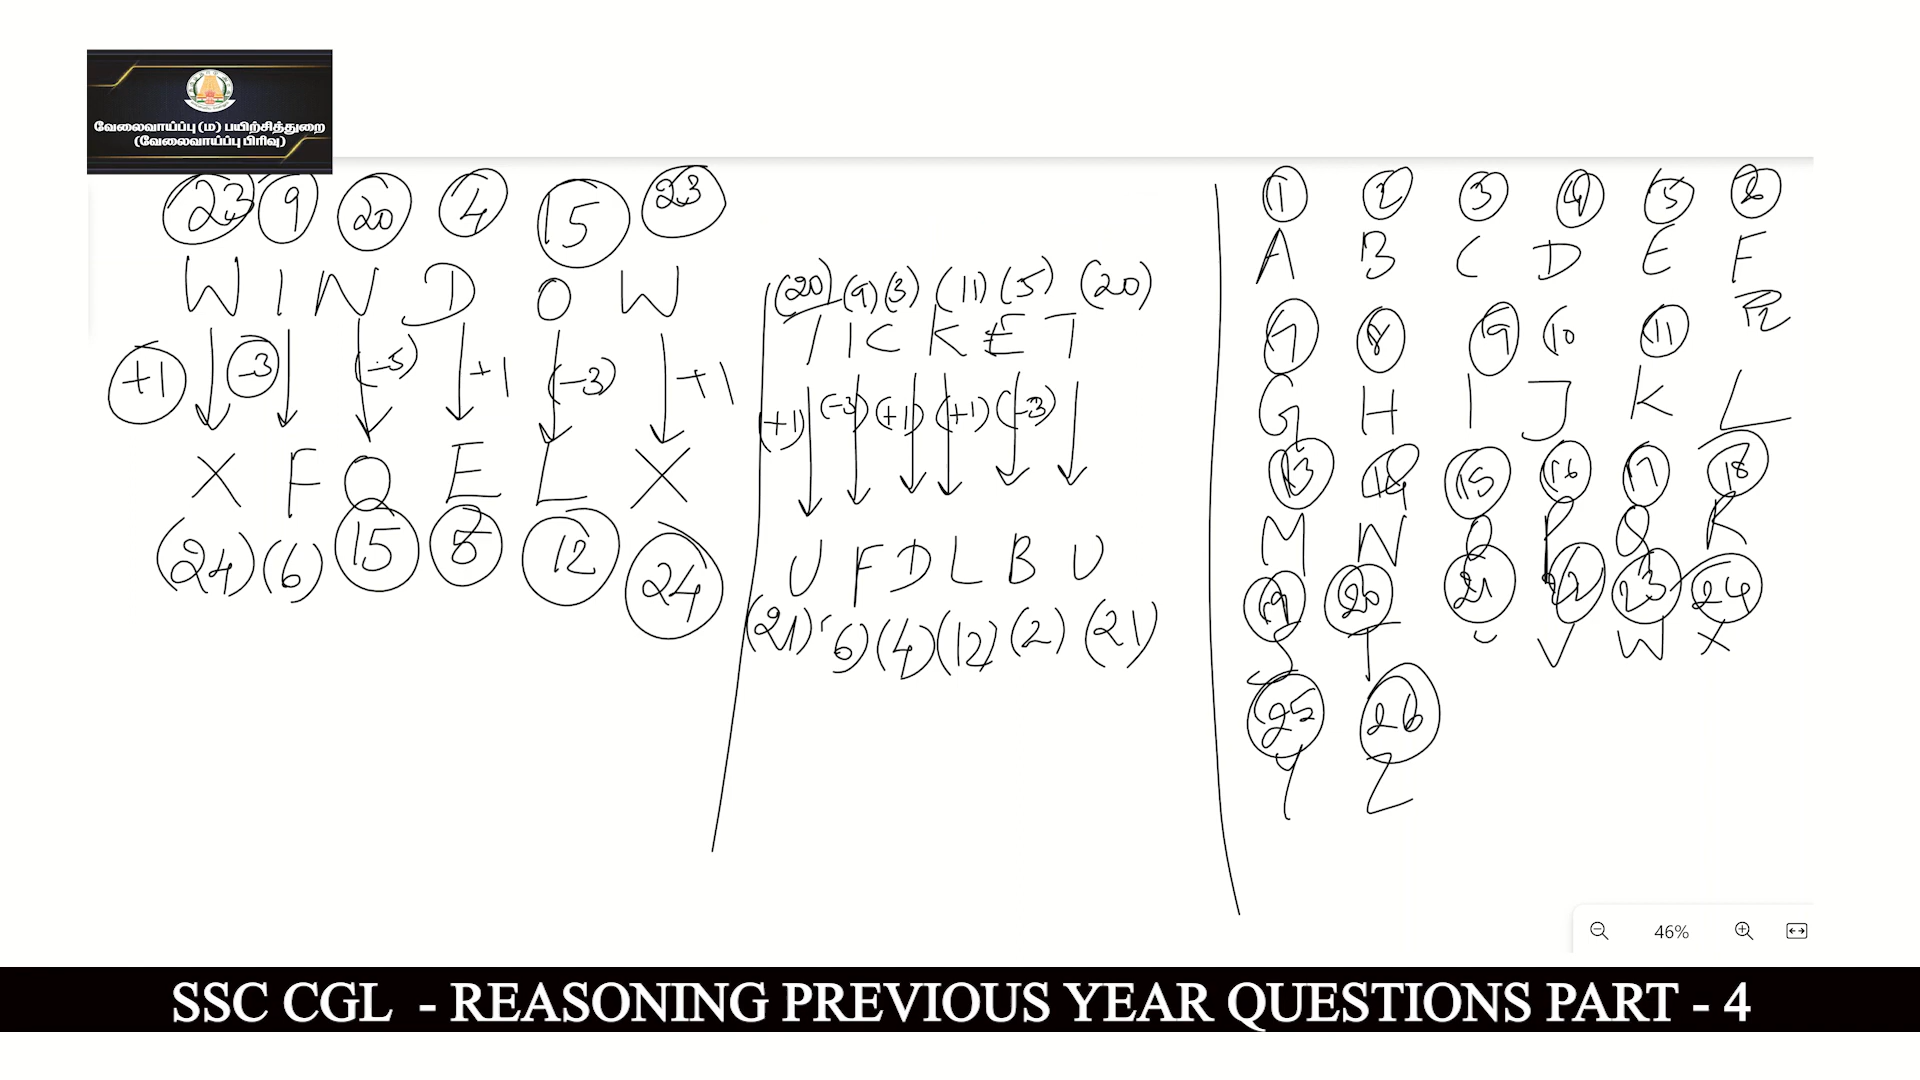 வேலைவாய்ப்பு (ம) பயிற்சித்துறை
(வேலைவாய்ப்பு பிரிவு)
23 9 20 4 15 23
W I N D O W
+1 -3 (-5) +1 (-3) +1
X F O E L X
(24) (6) 15 5 12 24
(20) (9) (3) (11) (5) (20)
T I C K E T
(+1) (-3) (+1) (+1) (-3)
U F D L B U
(21) 6) (4) (12) (2) (21)
1 2 3 4 5 6
A B C D E F
7 8 9 10 11 12
G H I J K L
13 14 15 16 17 18
M N O P Q R
19 20 21 22 23 24
S T U V W X
25 26
Y Z
46%
SSC CGL - REASONING PREVIOUS YEAR QUESTIONS PART - 4